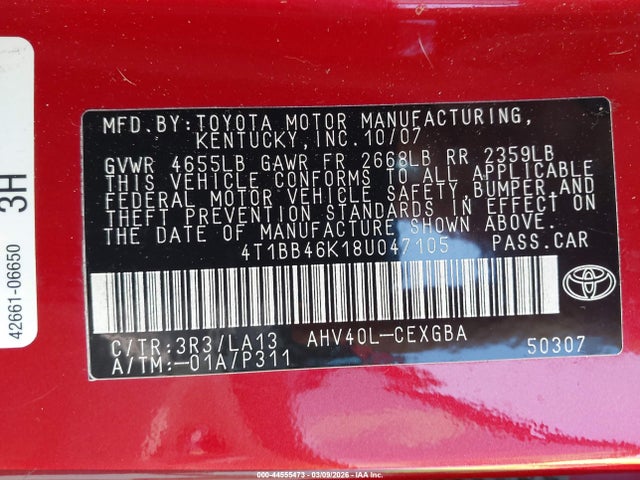 MFD.BY:TOYOTA MOTOR MANUFACTURING,
KENTUCKY, INC. 10/07
GVWR 4655LB GAWR FR 2668LB RR 2359LB
THIS VEHICLE CONFORMS TO ALL APPLICABLE
FEDERAL MOTOR VEHICLE SAFETY, BUMPER, AND
THEFT PREVENTION STANDARDS IN EFFECT ON
THE DATE OF MANUFACTURE SHOWN ABOVE.
4T1BB46K18U047105 PASS.CAR
C/TR:3R3/LA13 AHV40L-CEXGBA
A/TM:-01A/P311 50307
TOYOTA
42661-06650 3H
000-44555473 | 03/09/2026 | IAA Inc.